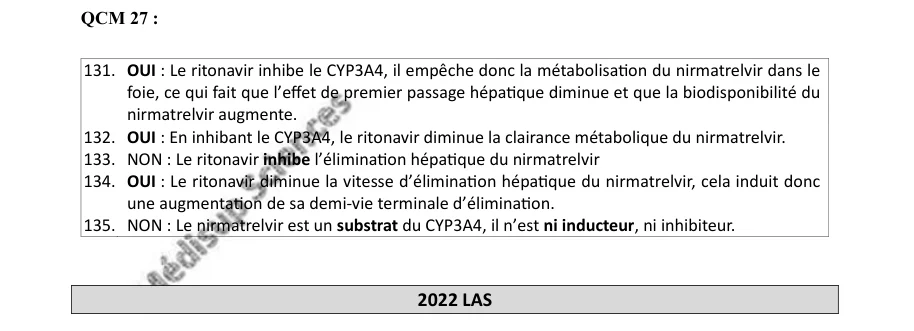 QCM 27 :
131. OUI : Le ritonavir inhibe le CYP3A4, il empêche donc la métabolisation du nirmatrelvir dans le
foie, ce qui fait que l'effet de premier passage hépatique diminue et que la biodisponibilité du
nirmatrelvir augmente.
132. OUI : En inhibant le CYP3A4, le ritonavir diminue la clairance métabolique du nirmatrelvir.
133. NON : Le ritonavir inhibe l'élimination hépatique du nirmatrelvir
134. OUI : Le ritonavir diminue la vitesse d'élimination hépatique du nirmatrelvir, cela induit donc
une augmentation de sa demi-vie terminale d'élimination.
135. NON : Le nirmatrelvir est un substrat du CYP3A4, il n'est ni inducteur, ni inhibiteur.
Médisup Sciences
2022 LAS